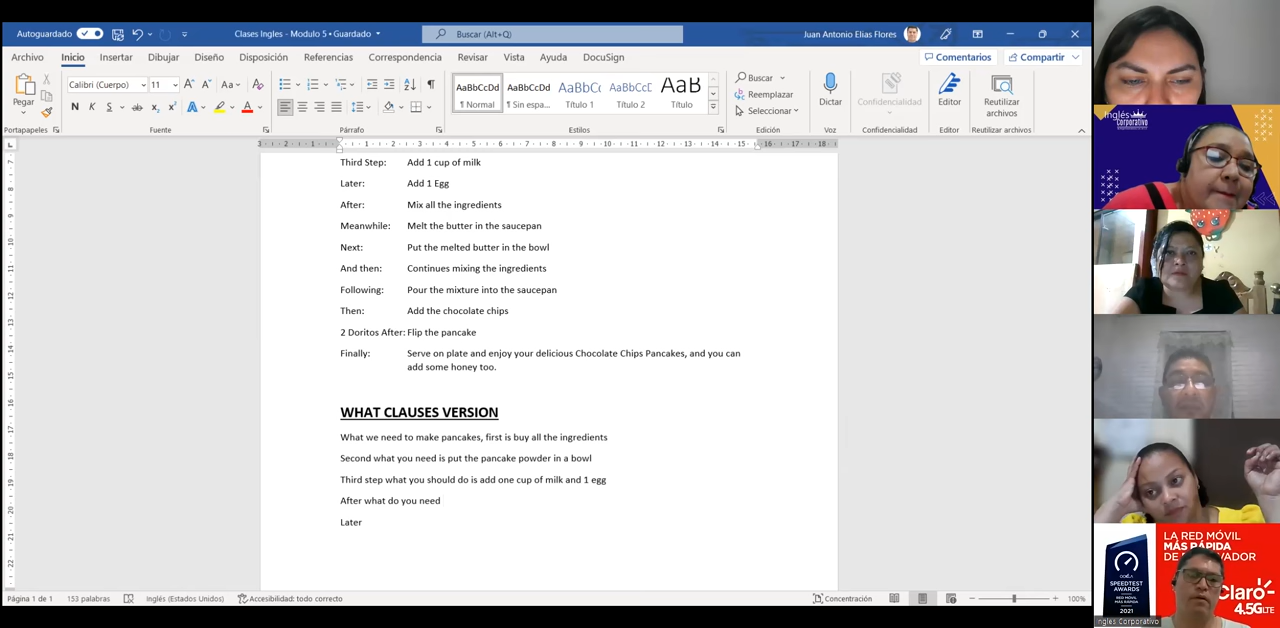 Autoguardado
Clases Ingles - Modulo 5 • Guardado
Buscar (Alt+Q)
Juan Antonio Elias Flores
Archivo Inicio Insertar Dibujar Diseño Disposición Referencias Correspondencia Revisar Vista Ayuda DocuSign
Comentarios Compartir
Pegar
Calibri (Cuerpo) 11
N K S ab x₂ x² A A
AaBbCcDd AaBbCcDd AaBbCc AaBbCcD AaB
¶ Normal ¶ Sin espa... Título 1 Título 2 Título
Buscar
Reemplazar
Seleccionar
Dictar
Confidencialidad
Editor
Reutilizar archivos
Portapapeles Fuente Párrafo Estilos Edición Voz Confidencialidad Editor Reutilizar archivos
Third Step: Add 1 cup of milk
Later: Add 1 Egg
After: Mix all the ingredients
Meanwhile: Melt the butter in the saucepan
Next: Put the melted butter in the bowl
And then: Continues mixing the ingredients
Following: Pour the mixture into the saucepan
Then: Add the chocolate chips
2 Doritos After: Flip the pancake
Finally: Serve on plate and enjoy your delicious Chocolate Chips Pancakes, and you can
add some honey too.
WHAT CLAUSES VERSION
What we need to make pancakes, first is buy all the ingredients
Second what you need is put the pancake powder in a bowl
Third step what you should do is add one cup of milk and 1 egg
After what do you need
Later
Página 1 de 1 153 palabras Inglés (Estados Unidos) Accesibilidad: todo correcto
Concentración 100%
Inglés
Corporativo
LA RED MÓVIL
MÁS RÁPIDA
DE VADOR
SPEDTEST
AWARDS
2021
Claro
4.5G LTE
Inglés Corporativo